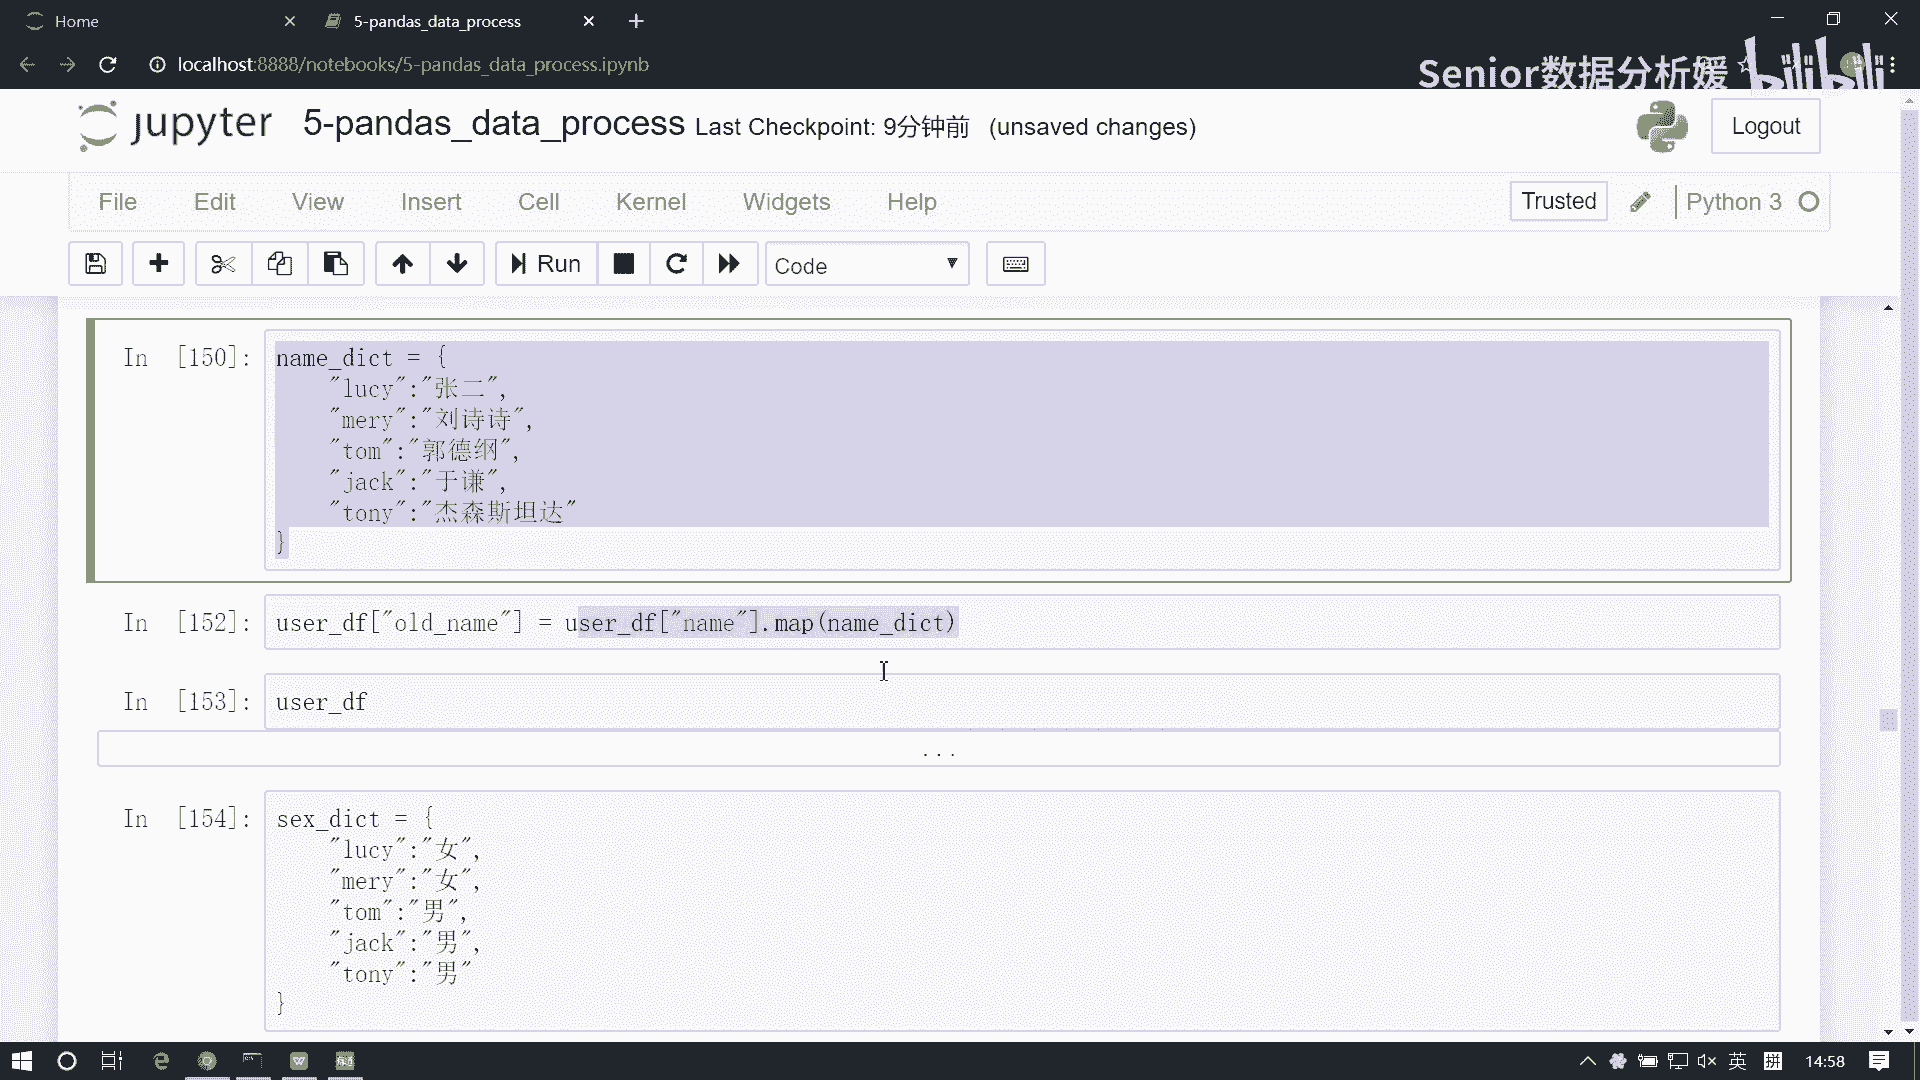 Home
5-pandas_data_process
localhost:8888/notebooks/5-pandas_data_process.ipynb
Senior数据分析媛
bilibili
jupyter 5-pandas_data_process Last Checkpoint: 9分钟前 (unsaved changes)
Logout
File Edit View Insert Cell Kernel Widgets Help
Trusted
Python 3
Run
Code
In [150]: name_dict = {
"lucy":"张二",
"mery":"刘诗诗",
"tom":"郭德纲",
"jack":"于谦",
"tony":"杰森斯坦达"
}
In [152]: user_df["old_name"] = user_df["name"].map(name_dict)
In [153]: user_df
...
In [154]: sex_dict = {
"lucy":"女",
"mery":"女",
"tom":"男",
"jack":"男",
"tony":"男"
}
英 拼 14:58